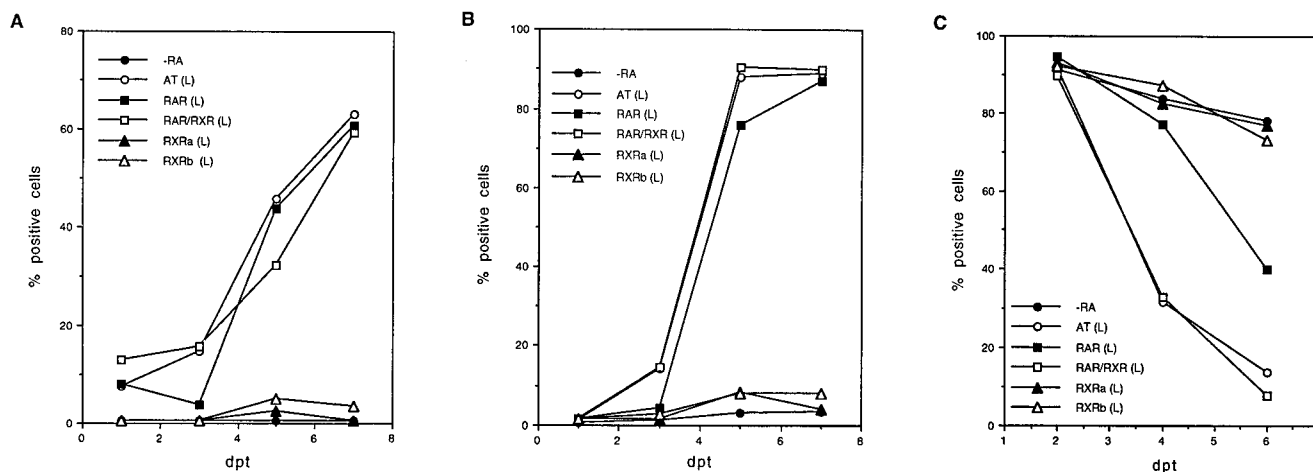 A
80
60
40
20
0
% positive cells
-RA
AT (L)
RAR (L)
RAR/RXR (L)
RXRa (L)
RXRb (L)
0 2 4 6 8
dpt
B
100
80
60
40
20
0
% positive cells
-RA
AT (L)
RAR (L)
RAR/RXR (L)
RXRa (L)
RXRb (L)
0 2 4 6 8
dpt
C
100
80
60
40
20
0
% positive cells
-RA
AT (L)
RAR (L)
RAR/RXR (L)
RXRa (L)
RXRb (L)
1 2 3 4 5 6
dpt